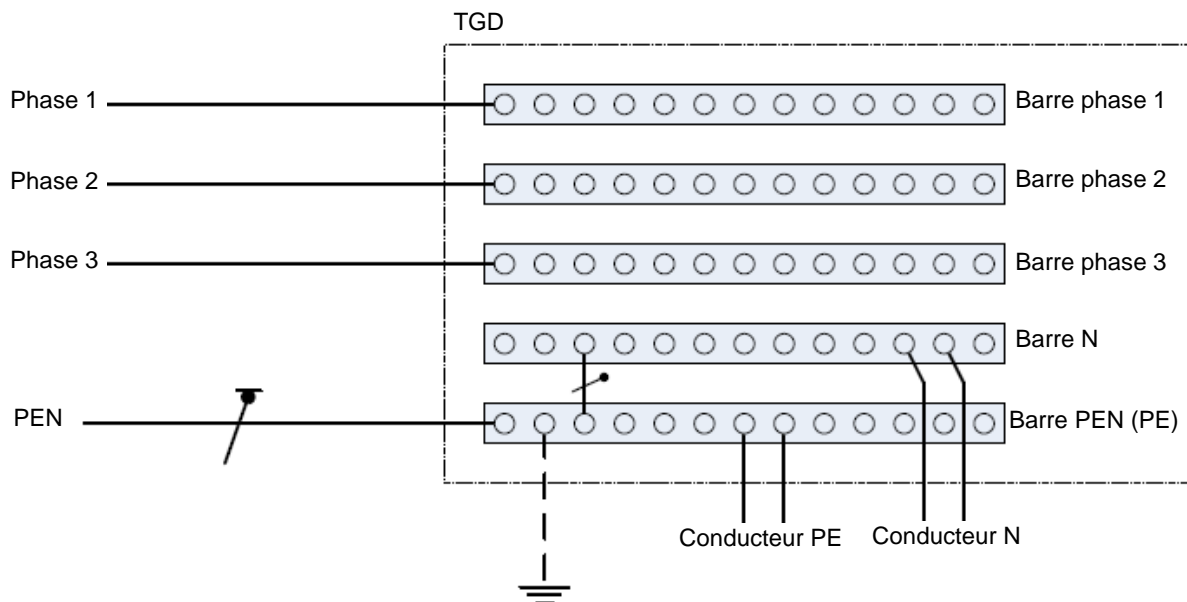 TGD
Phase 1
Barre phase 1
Phase 2
Barre phase 2
Phase 3
Barre phase 3
Barre N
PEN
Barre PEN (PE)
Conducteur PE
Conducteur N